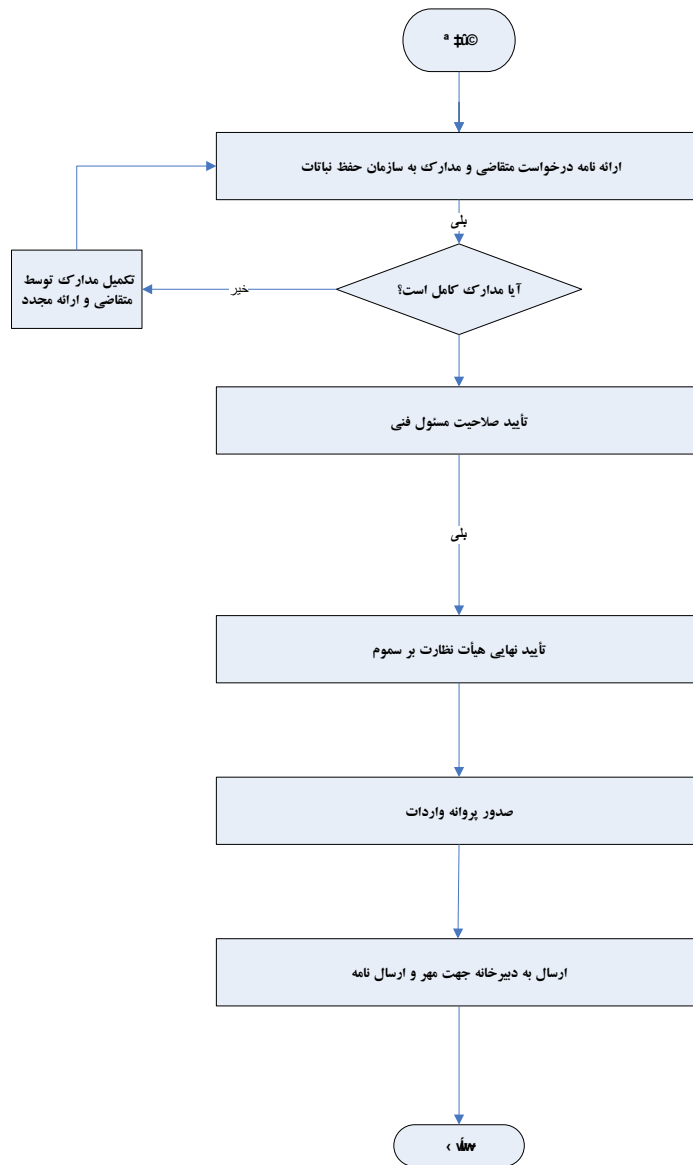 ارائه نامه درخواست متقاضی و مدارک به سازمان حفظ نباتات
بلی
آیا مدارک کامل است؟
خیر
تکمیل مدارک توسط
متقاضی و ارائه مجدد
تأیید صلاحیت مسئول فنی
بلی
تأیید نهایی هیأت نظارت بر سموم
صدور پروانه واردات
ارسال به دبیرخانه جهت مهر و ارسال نامه